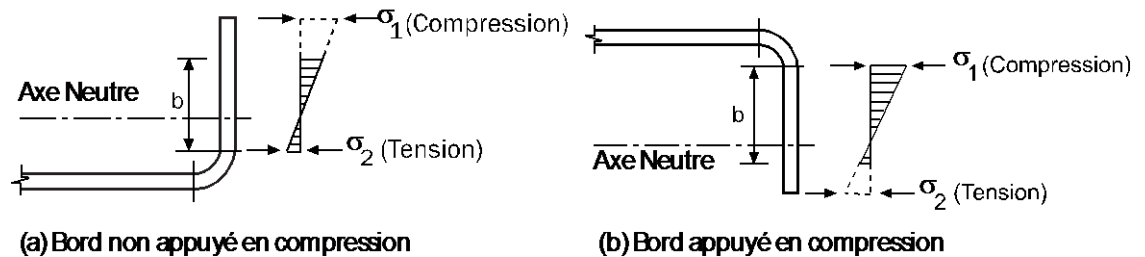 σ1 (Compression)
b
Axe Neutre
σ2 (Tension)
(a) Bord non appuyé en compression
σ1 (Compression)
b
Axe Neutre
σ2 (Tension)
(b) Bord appuyé en compression